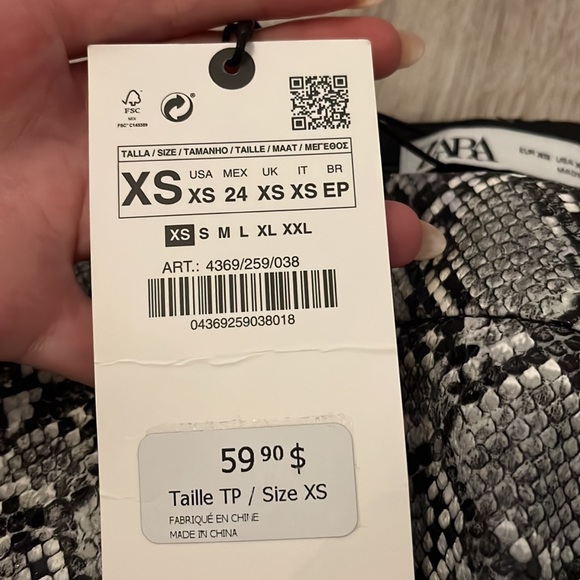 FSC
MIX
ZARA
TALLA / SIZE / TAMANHO / TAILLE / MAAT / ΜΕΓΕΘΟΣ
XS
USA MEX UK IT BR
XS 24 XS XS EP
XS S M L XL XXL
ART.: 4369/259/038
04369259038018
59 90 $
Taille TP / Size XS
FABRIQUÉ EN CHINE
MADE IN CHINA